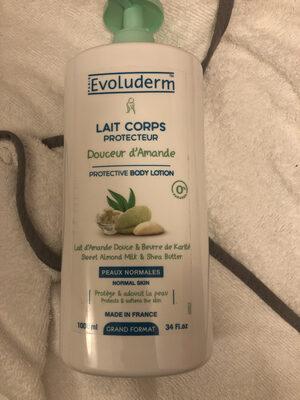 PARIS
Evoluderm
LAIT CORPS
PROTECTEUR
Douceur d'Amande
PROTECTIVE BODY LOTION
0%
Lait d'Amande Douce & Beurre de Karité
Sweet Almond Milk & Shea Butter
PEAUX NORMALES
NORMAL SKIN
Protège & adoucit la peau
Protects & softens the skin
MADE IN FRANCE
1000 ml GRAND FORMAT 34 Fl.oz